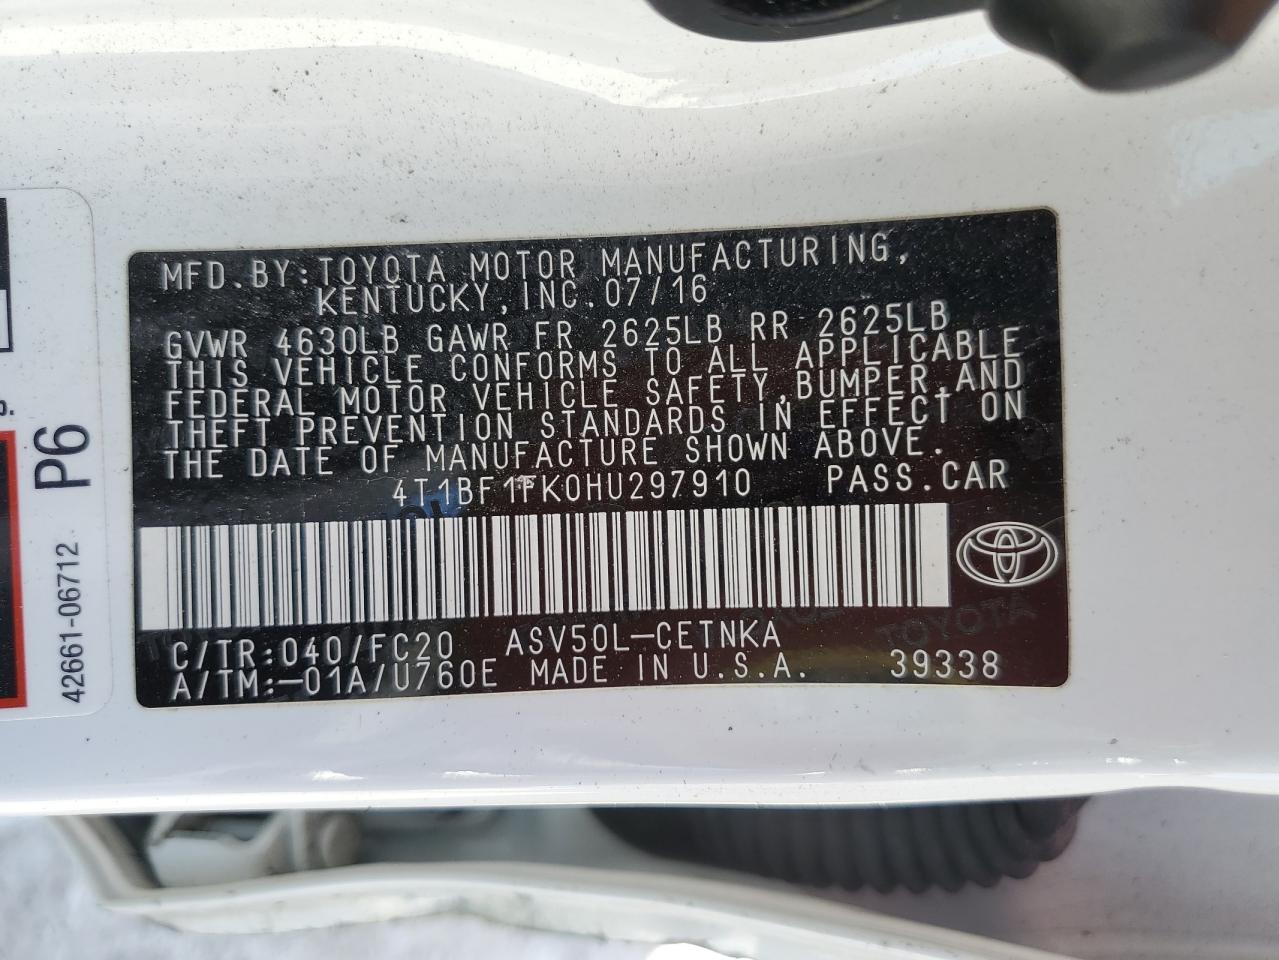 MFD.BY:TOYOTA MOTOR MANUFACTURING,
KENTUCKY,INC.07/16
GVWR 4630LB GAWR FR 2625LB RR 2625LB
THIS VEHICLE CONFORMS TO ALL APPLICABLE
FEDERAL MOTOR VEHICLE SAFETY,BUMPER,AND
THEFT PREVENTION STANDARDS IN EFFECT ON
THE DATE OF MANUFACTURE SHOWN ABOVE.
4T1BF1FK0HU297910 PASS.CAR
C/TR:040/FC20 ASV50L-CETNKA
A/TM:-01A/U760E MADE IN U.S.A. 39338
TOYOTA
P6
42661-06712